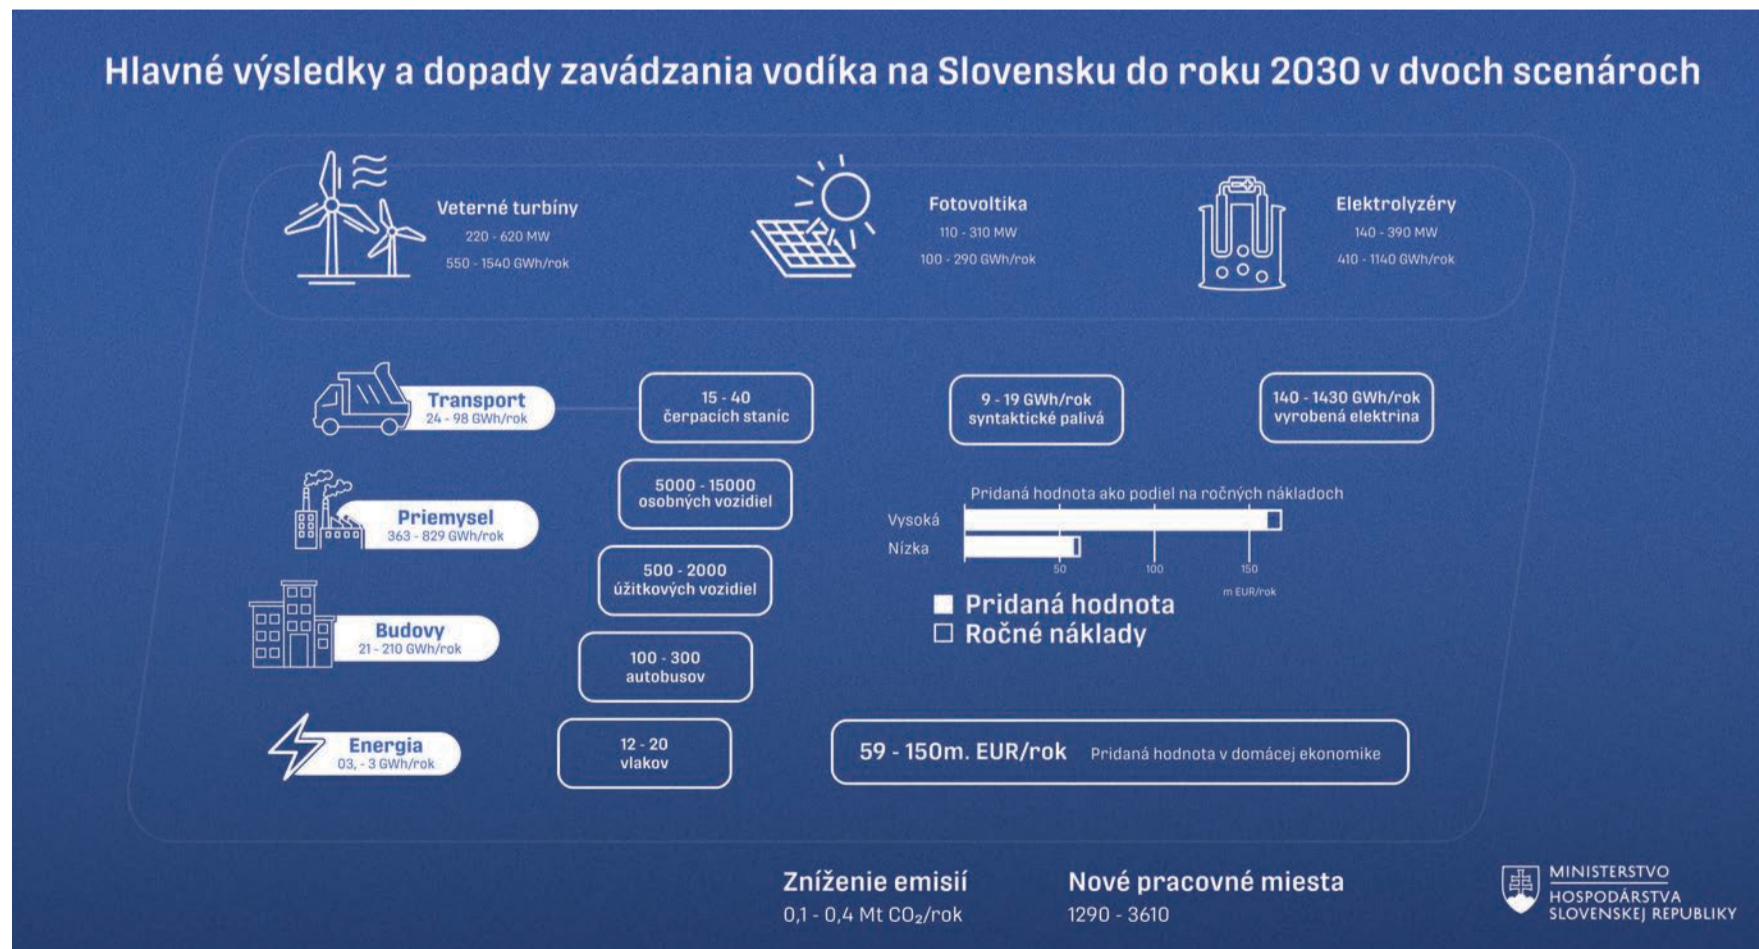 Hlavné výsledky a dopady zavádzania vodíka na Slovensku do roku 2030 v dvoch scenároch
Veterné turbíny
220 - 620 MW
550 - 1540 GWh/rok
Fotovoltika
110 - 310 MW
100 - 290 GWh/rok
Elektrolyzéry
140 - 390 MW
410 - 1140 GWh/rok
Transport
24 - 98 GWh/rok
15 - 40
čerpacích staníc
9 - 19 GWh/rok
syntaktické palivá
140 - 1430 GWh/rok
vyrobená elektrina
Priemysel
363 - 829 GWh/rok
5000 - 15000
osobných vozidiel
500 - 2000
úžitkových vozidiel
Budovy
21 - 210 GWh/rok
100 - 300
autobusov
Energia
03, - 3 GWh/rok
12 - 20
vlakov
Pridaná hodnota ako podiel na ročných nákladoch
Vysoká
Nízka
50 100 150
m EUR/rok
Pridaná hodnota
Ročné náklady
59 - 150m. EUR/rok Pridaná hodnota v domácej ekonomike
Zníženie emisií
0,1 - 0,4 Mt CO₂/rok
Nové pracovné miesta
1290 - 3610
MINISTERSTVO
HOSPODÁRSTVA
SLOVENSKEJ REPUBLIKY